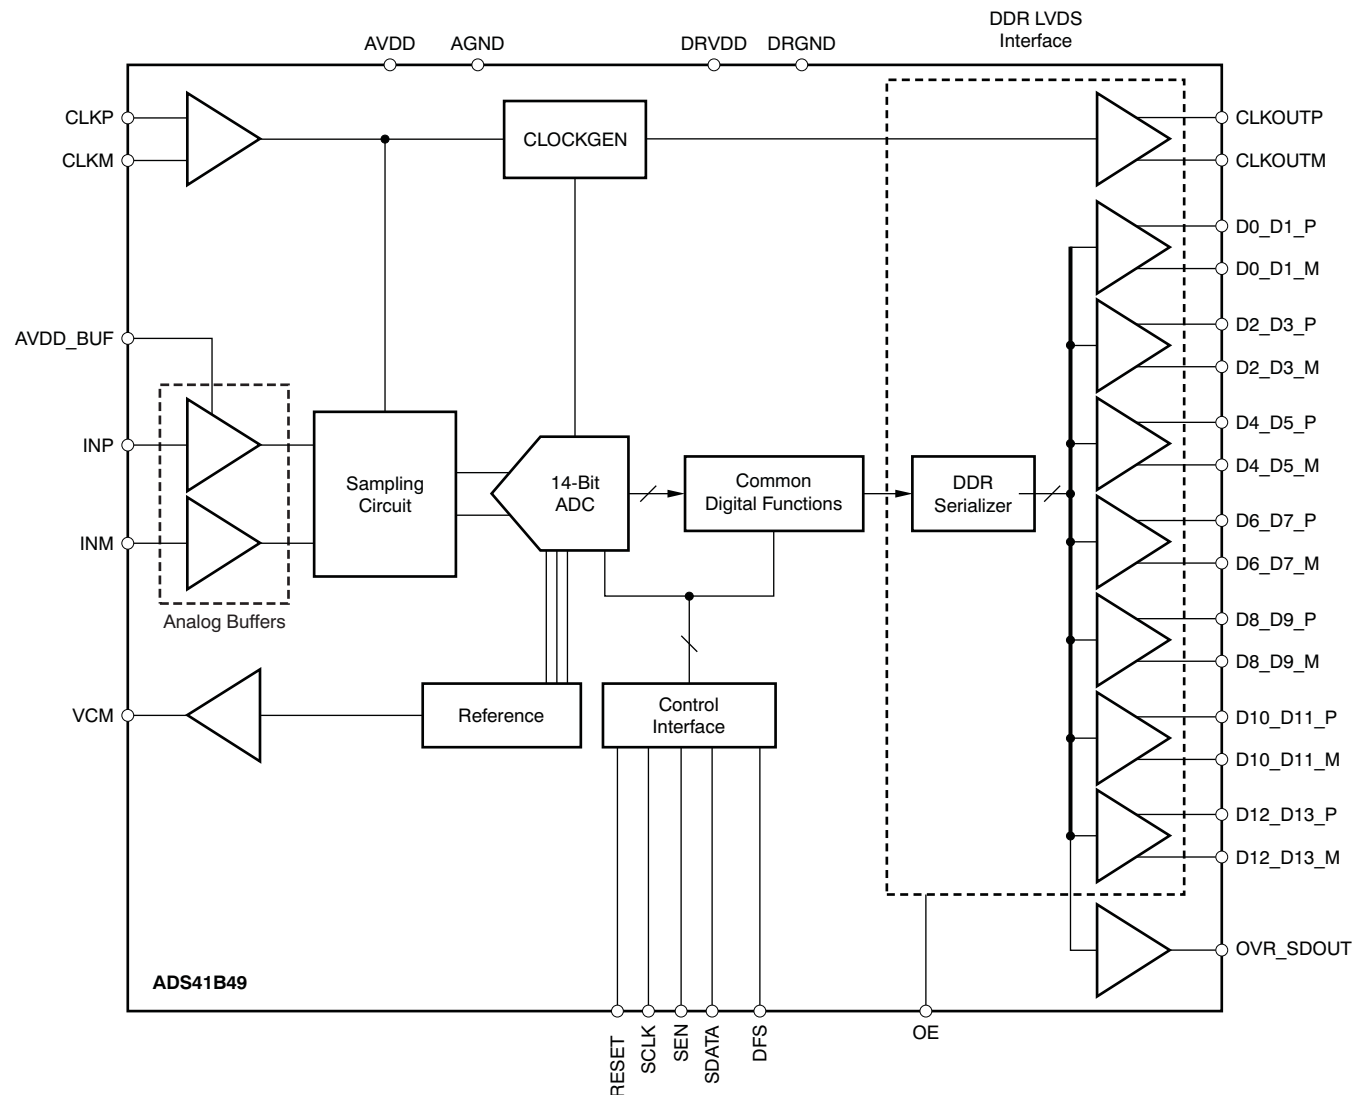 DDR LVDS
Interface
AVDD
AGND
DRVDD
DRGND
CLKP
CLKM
CLOCKGEN
CLKOUTP
CLKOUTM
D0_D1_P
D0_D1_M
AVDD_BUF
D2_D3_P
D2_D3_M
INP
INM
Analog Buffers
Sampling
Circuit
14-Bit
ADC
Common
Digital Functions
DDR
Serializer
D4_D5_P
D4_D5_M
D6_D7_P
D6_D7_M
D8_D9_P
D8_D9_M
VCM
Reference
Control
Interface
D10_D11_P
D10_D11_M
D12_D13_P
D12_D13_M
OVR_SDOUT
ADS41B49
RESET
SCLK
SEN
SDATA
DFS
OE